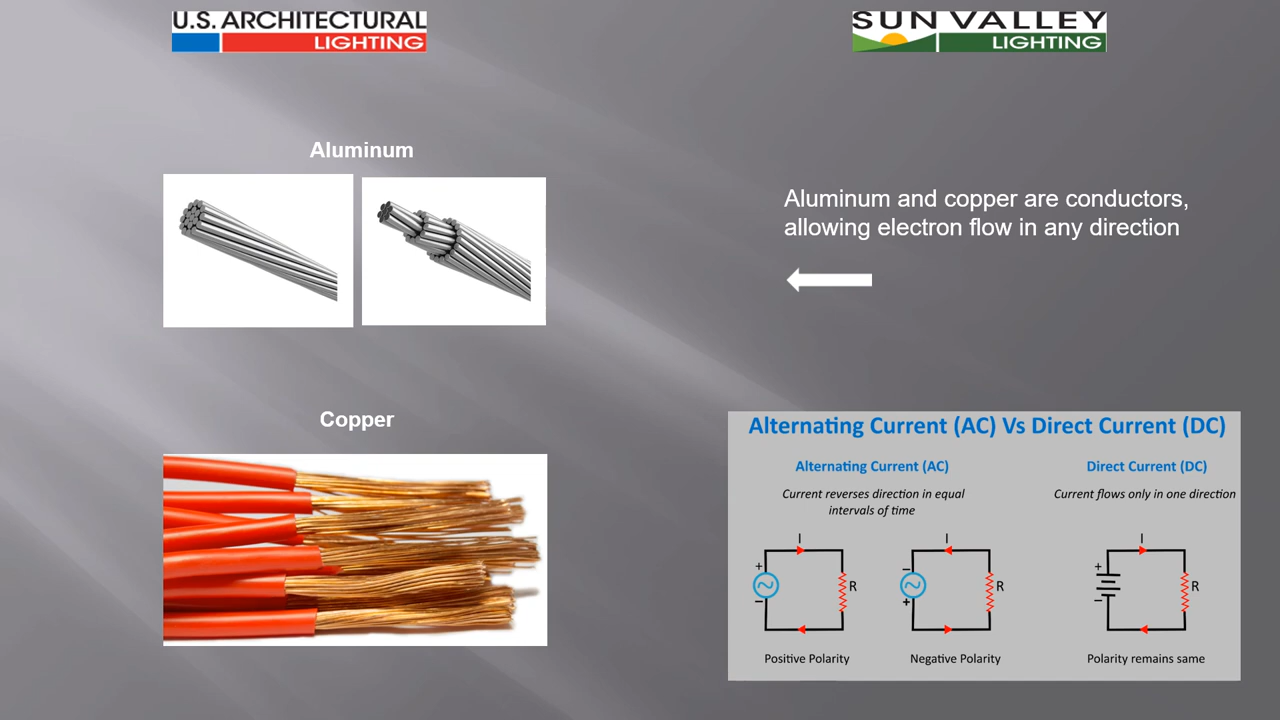 U.S. ARCHITECTURAL
LIGHTING
SUN VALLEY
LIGHTING
Aluminum
Aluminum and copper are conductors,
allowing electron flow in any direction
Copper
Alternating Current (AC) Vs Direct Current (DC)
Alternating Current (AC)
Current reverses direction in equal
intervals of time
Direct Current (DC)
Current flows only in one direction
I
+
−
R
Positive Polarity
I
−
+
R
Negative Polarity
I
+
−
R
Polarity remains same